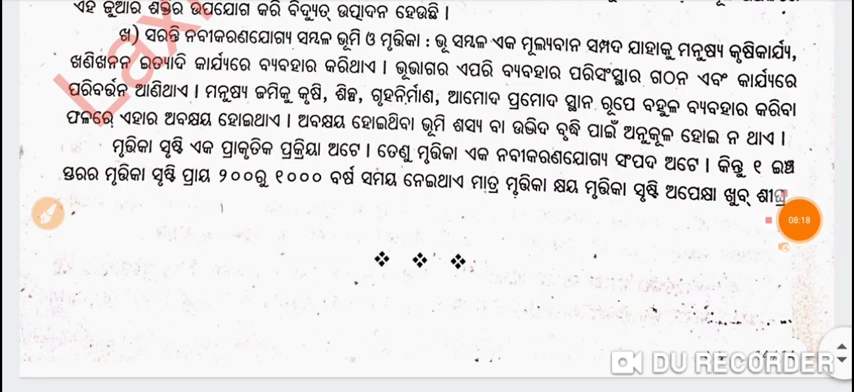 ଏହି ଜୁଆର ଶକ୍ତିର ଉପଯୋଗ କରି ବିଦ୍ୟୁତ୍ ଉତ୍ପାଦନ ହେଉଛି ।
ଖ) ସରନ୍ତି ନବୀକରଣଯୋଗ୍ୟ ସମ୍ବଳ ଭୂମି ଓ ମୃତ୍ତିକା : ଭୂ ସମ୍ବଳ ଏକ ମୂଲ୍ୟବାନ ସମ୍ପଦ ଯାହାକୁ ମନୁଷ୍ୟ କୃଷିକାର୍ଯ୍ୟ,
ଖଣିଖନନ ଇତ୍ୟାଦି କାର୍ଯ୍ୟରେ ବ୍ୟବହାର କରିଥାଏ । ଭୂଭାଗର ଏପରି ବ୍ୟବହାର ପରିସଂସ୍ଥାର ଗଠନ ଏବଂ କାର୍ଯ୍ୟରେ
ପରିବର୍ତ୍ତନ ଆଣିଥାଏ । ମନୁଷ୍ୟ ଜମିକୁ କୃଷି, ଶିଳ୍ପ, ଗୃହନିର୍ମାଣ, ଆମୋଦ ପ୍ରମୋଦ ସ୍ଥାନ ରୂପେ ବହୁଳ ବ୍ୟବହାର କରିବା
ଫଳରେ ଏହାର ଅବକ୍ଷୟ ହୋଇଥାଏ । ଅବକ୍ଷୟ ହୋଇଥିବା ଭୂମି ଶସ୍ୟ ବା ଉଦ୍ଭିଦ ବୃଦ୍ଧି ପାଇଁ ଅନୁକୂଳ ହୋଇ ନ ଥାଏ ।
ମୃତ୍ତିକା ସୃଷ୍ଟି ଏକ ପ୍ରାକୃତିକ ପ୍ରକ୍ରିୟା ଅଟେ । ତେଣୁ ମୃତ୍ତିକା ଏକ ନବୀକରଣଯୋଗ୍ୟ ସଂପଦ ଅଟେ । କିନ୍ତୁ ୧ ଇଞ୍ଚ
ସ୍ତରର ମୃତ୍ତିକା ସୃଷ୍ଟି ପ୍ରାୟ ୨୦୦ରୁ ୧୦୦୦ ବର୍ଷ ସମୟ ନେଇଥାଏ ମାତ୍ର ମୃତ୍ତିକା କ୍ଷୟ ମୃତ୍ତିକା ସୃଷ୍ଟି ଅପେକ୍ଷା ଖୁବ୍ ଶୀଘ୍ର
08:18
DU RECORDER